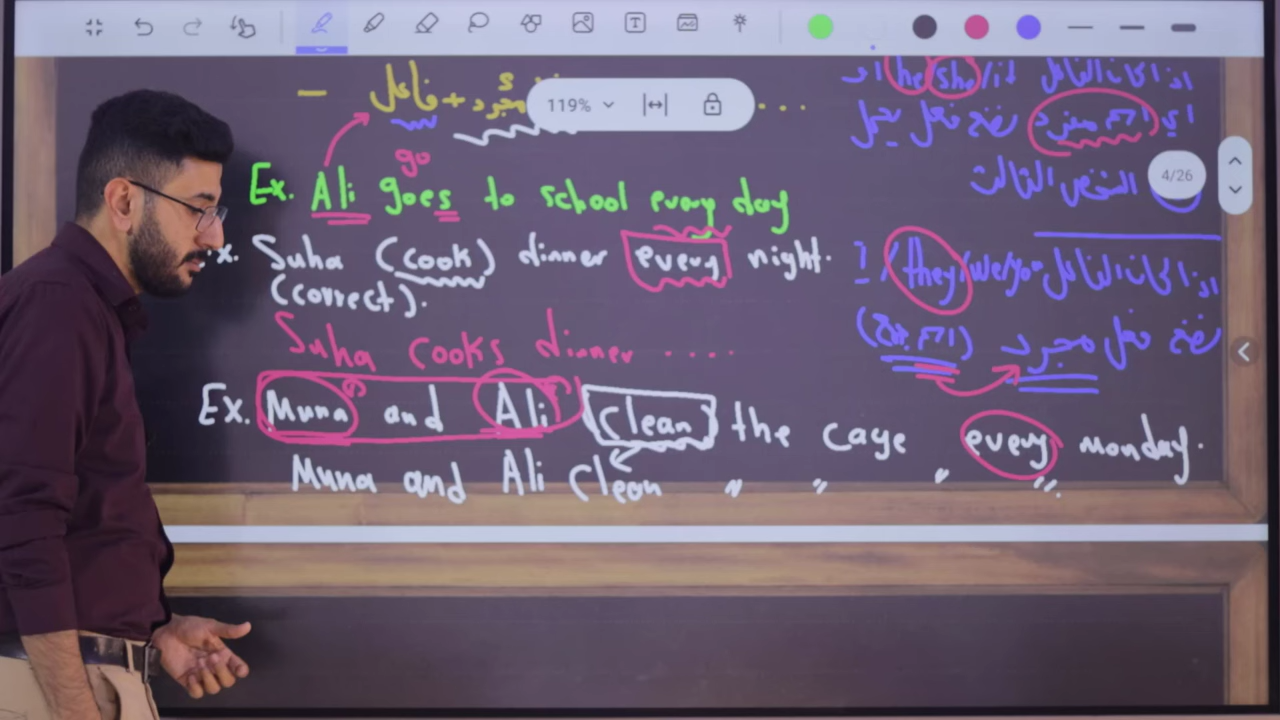 119%
– فاعل + مجرد s ....
go
Ex. Ali goes to school every day
Ex. Suha (cook) dinner every night.
(correct).
Suha cooks dinner ....
Ex. Muna and Ali clean the cage every monday.
Muna and Ali clean " " " ".
اذا كان الفاعل he/she/it او
اي اسم مفرد نضع فعل يحمل
الشخص الثالث
4/26
اذا كان الفاعل I/they/we/you
نضع فعل مجرد (اسم جمع)